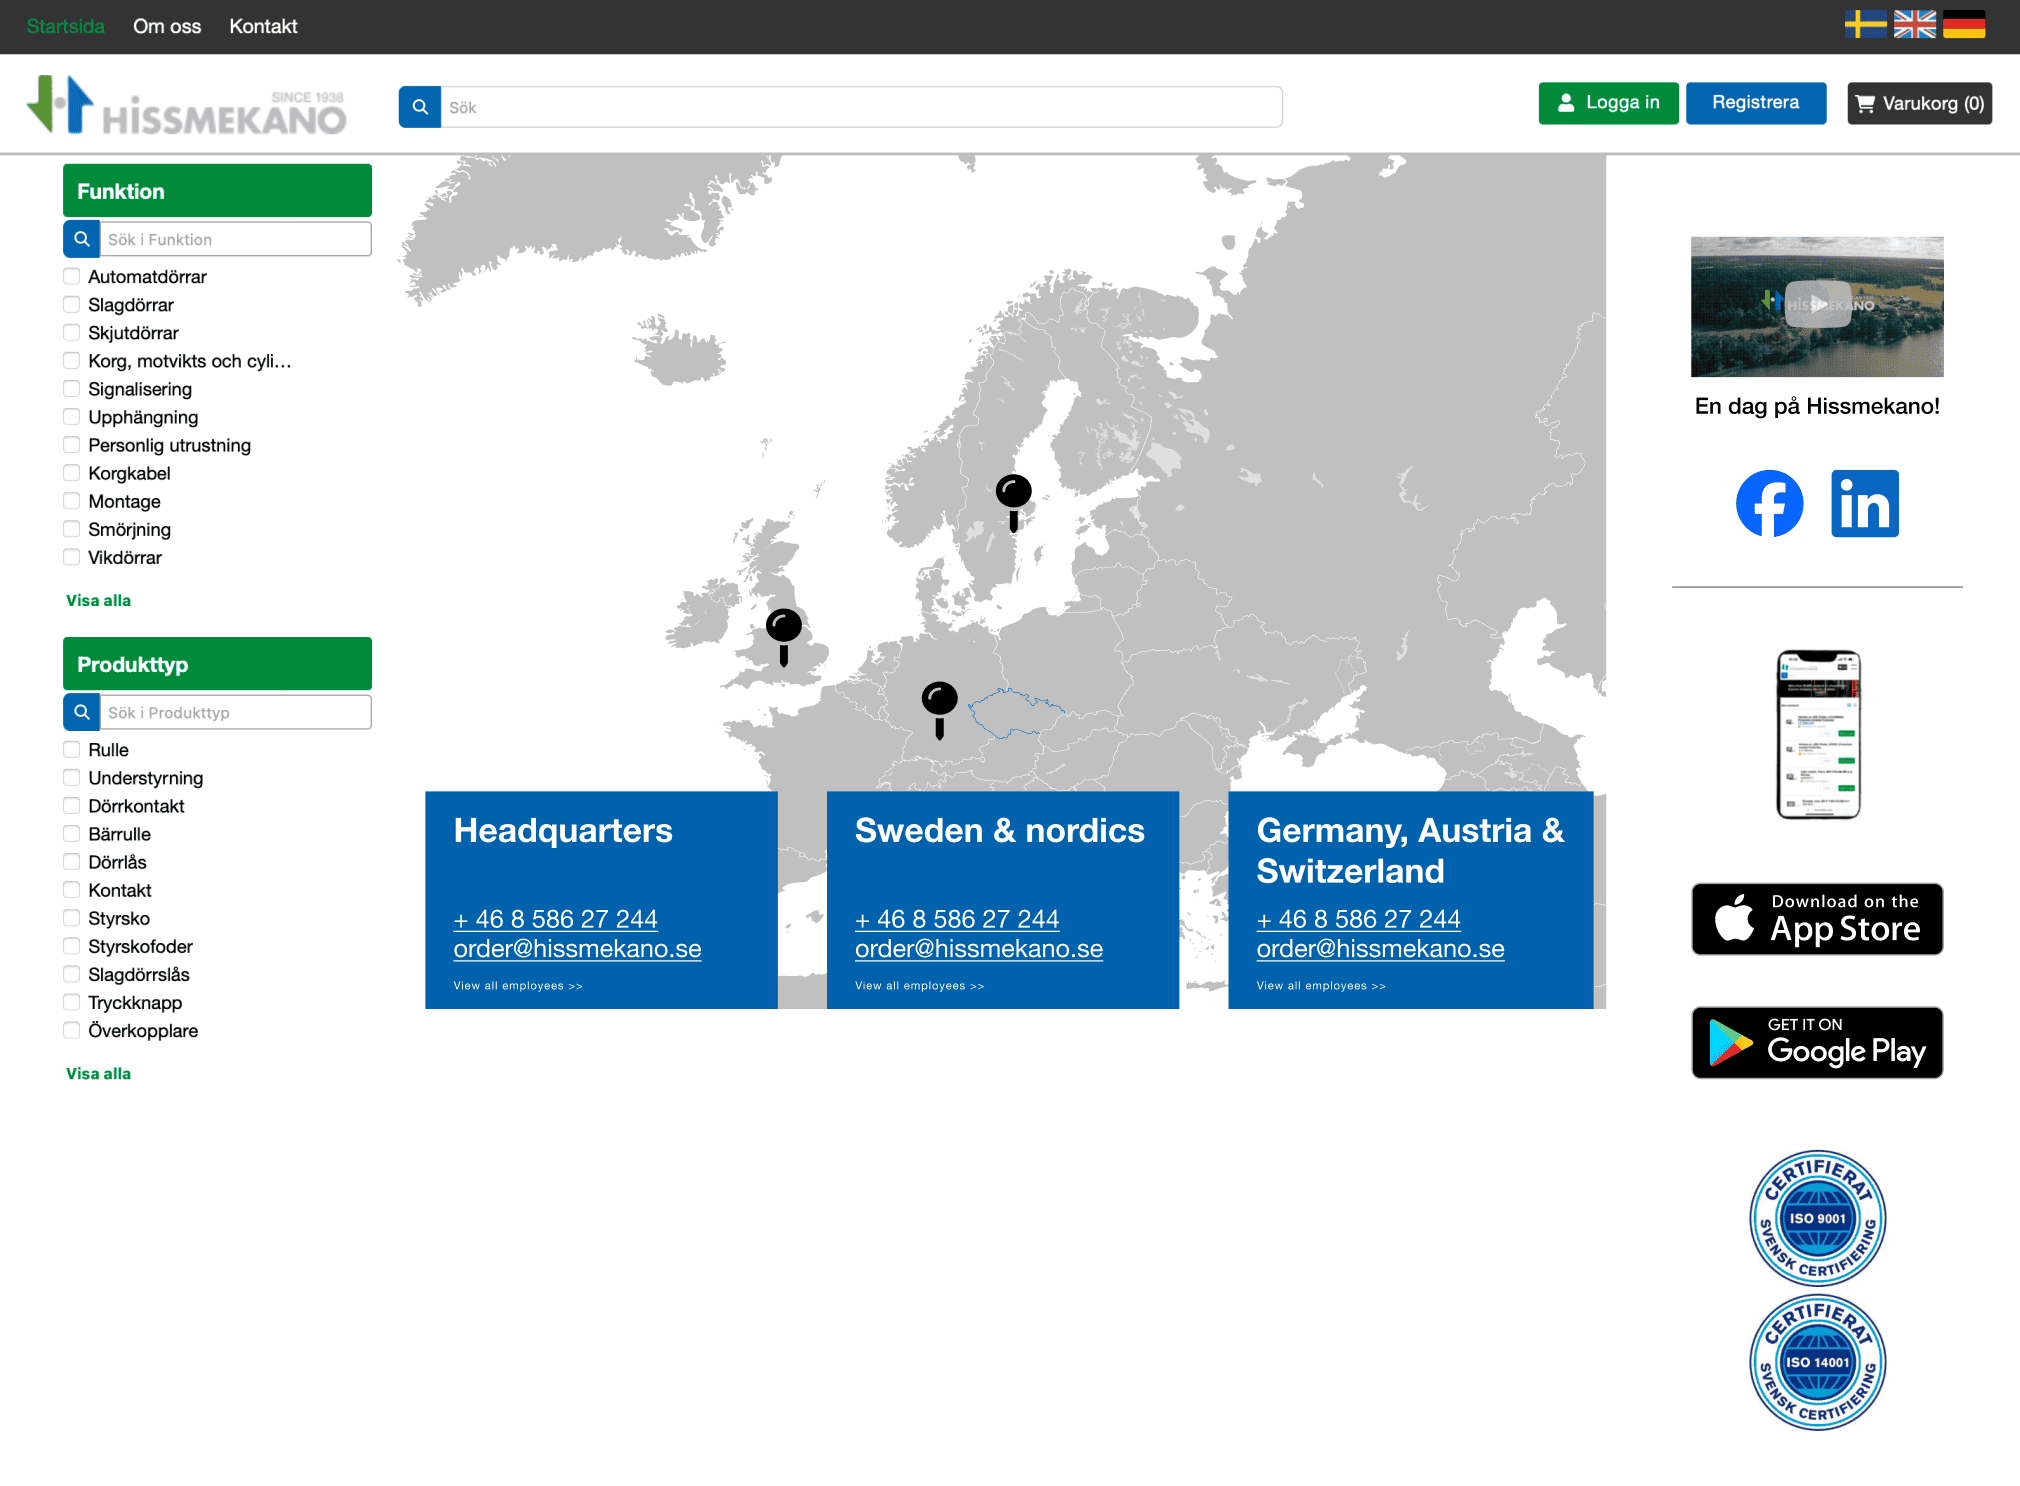 Startsida Om oss Kontakt
SINCE 1938
HISSMEKANO
Sök
Logga in
Registrera
Varukorg (0)
Funktion
Sök i Funktion
Automatdörrar
Slagdörrar
Skjutdörrar
Korg, motvikts och cyli...
Signalisering
Upphängning
Personlig utrustning
Korgkabel
Montage
Smörjning
Vikdörrar
Visa alla
Produkttyp
Sök i Produkttyp
Rulle
Understyrning
Dörrkontakt
Bärrulle
Dörrlås
Kontakt
Styrsko
Styrskofoder
Slagdörrslås
Tryckknapp
Överkopplare
Visa alla
Headquarters
+ 46 8 586 27 244
order@hissmekano.se
View all employees >>
Sweden & nordics
+ 46 8 586 27 244
order@hissmekano.se
View all employees >>
Germany, Austria &
Switzerland
+ 46 8 586 27 244
order@hissmekano.se
View all employees >>
HISSMEKANO
En dag på Hissmekano!
in
Download on the
App Store
GET IT ON
Google Play
CERTIFIERAT
ISO 9001
SVENSK CERTIFIERING
CERTIFIERAT
ISO 14001
SVENSK CERTIFIERING